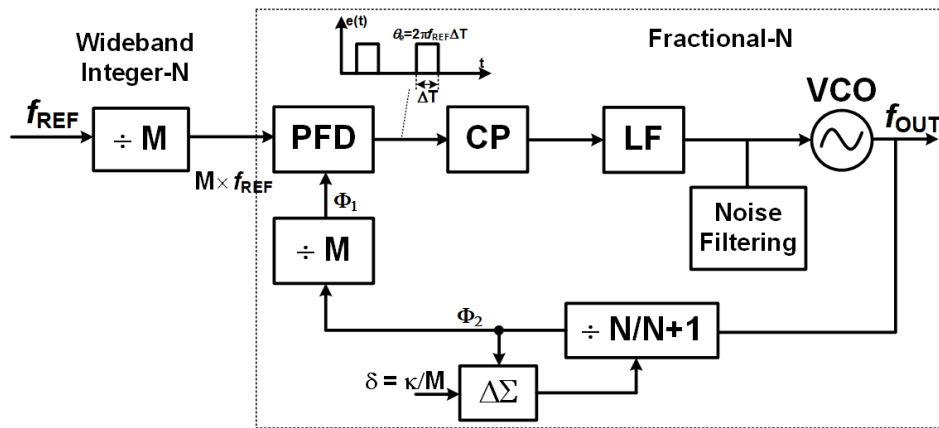 e(t)
θe=2πfREFΔT
t
ΔT
Wideband
Integer-N
Fractional-N
fREF
÷ M
M× fREF
PFD
CP
LF
VCO
fOUT
Φ1
Noise
Filtering
÷ M
Φ2
÷ N/N+1
δ = κ/M
ΔΣ